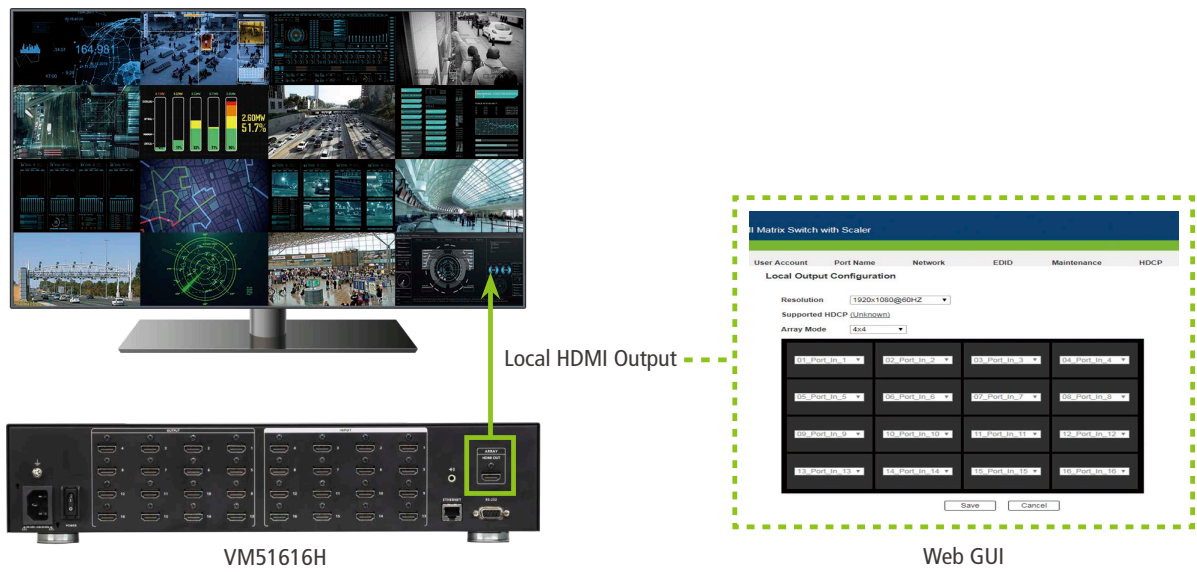 164,981
2.60MW
51.7%
Local HDMI Output
OUTPUT
INPUT
ARRAY
HDMI OUT
ETHERNET
RS-232
POWER
VM51616H
MI Matrix Switch with Scaler
User Account Port Name Network EDID Maintenance HDCP
Local Output Configuration
Resolution 1920x1080@60HZ
Supported HDCP (Unknown)
Array Mode 4x4
01_Port_In_1 02_Port_In_2 03_Port_In_3 04_Port_In_4
05_Port_In_5 06_Port_In_6 07_Port_In_7 08_Port_In_8
09_Port_In_9 10_Port_In_10 11_Port_In_11 12_Port_In_12
13_Port_In_13 14_Port_In_14 15_Port_In_15 16_Port_In_16
Save Cancel
Web GUI